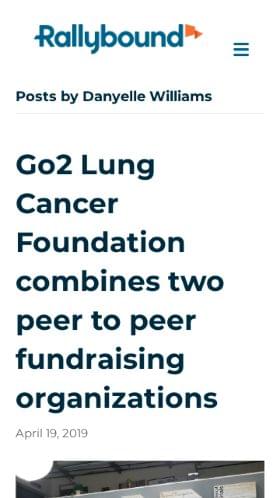 Rallybound
Posts by Danyelle Williams
Go2 Lung
Cancer
Foundation
combines two
peer to peer
fundraising
organizations
April 19, 2019